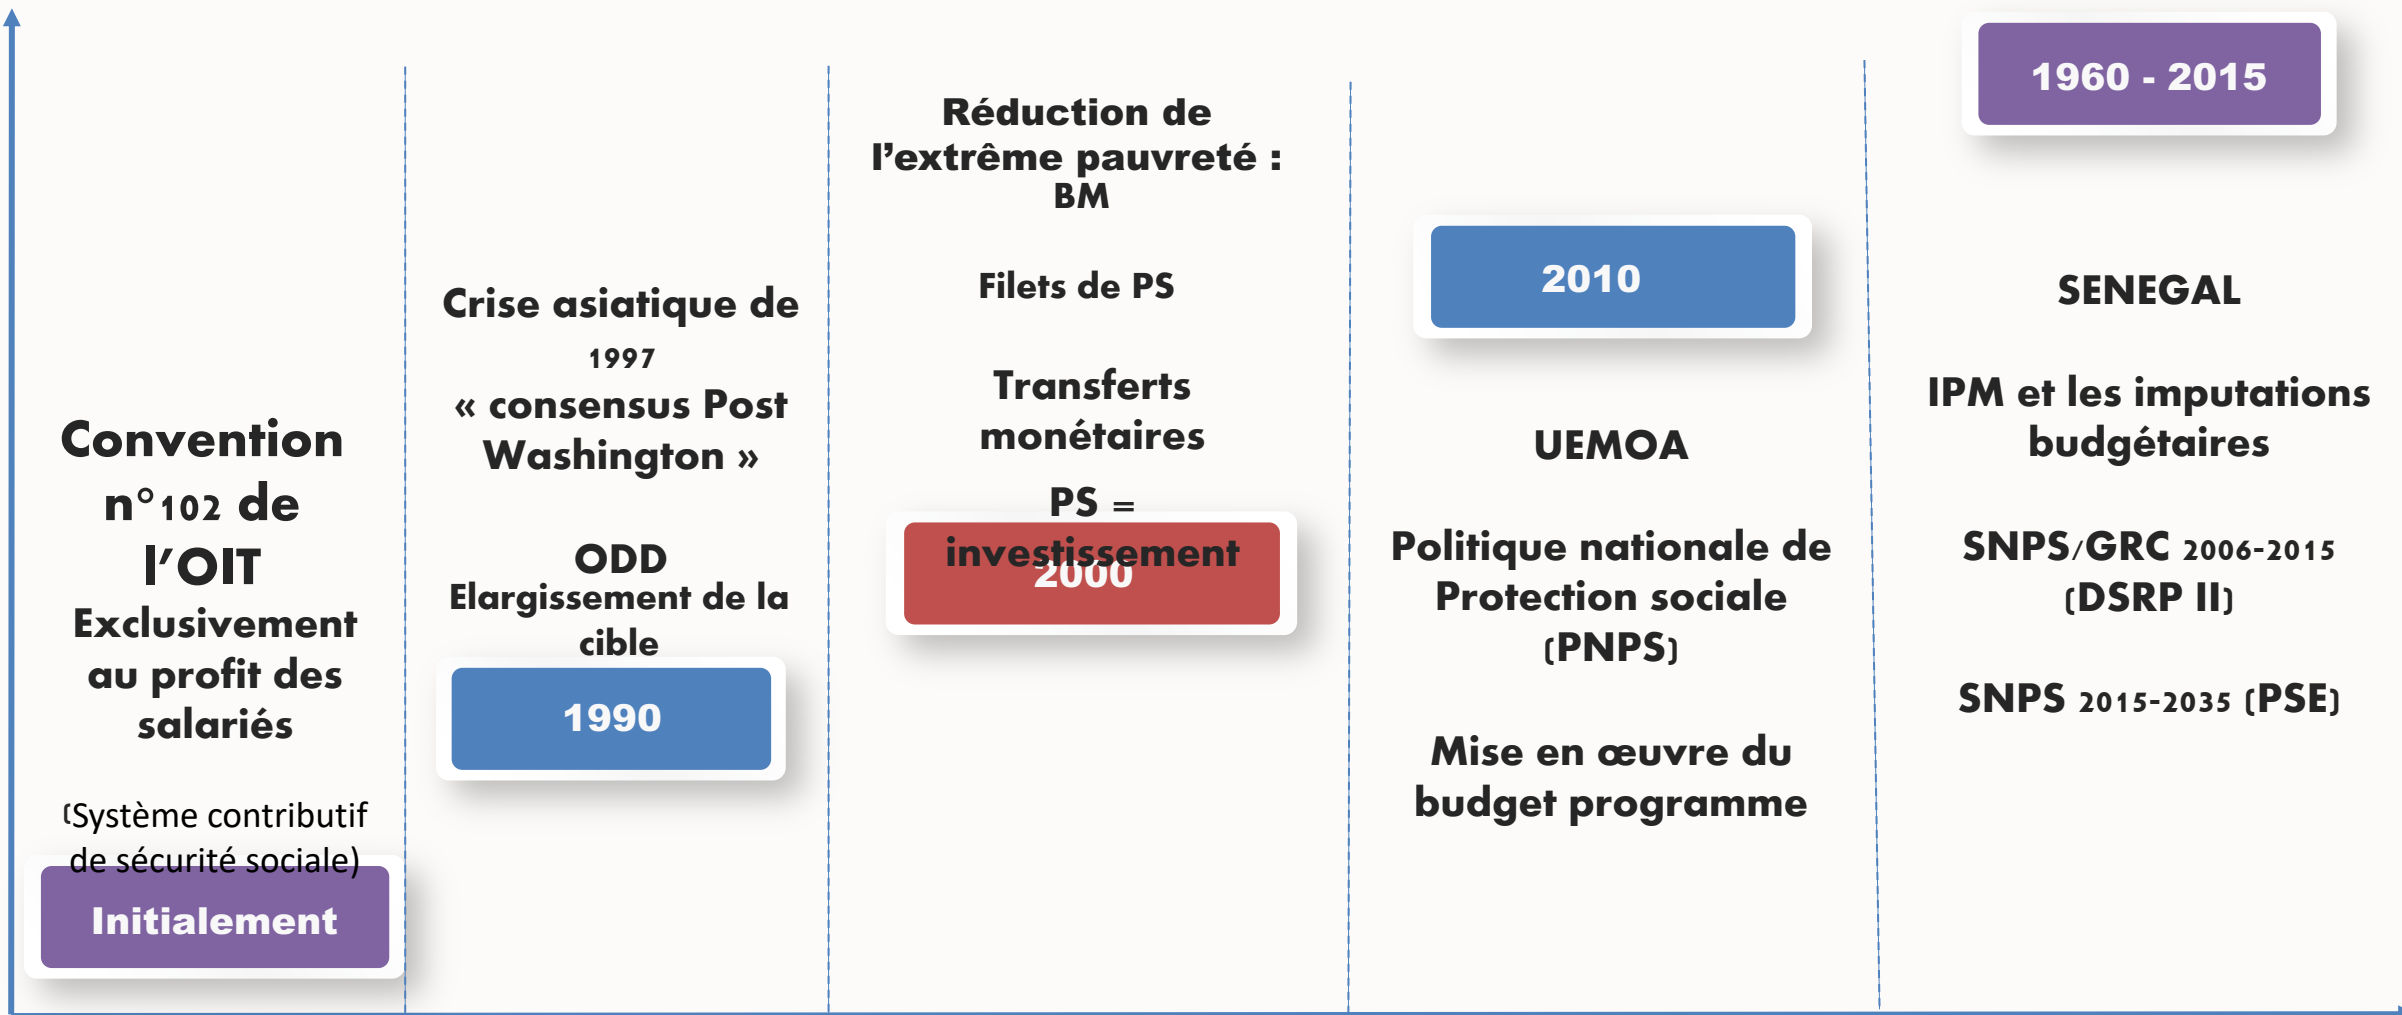 Convention
n°102 de
l’OIT
Exclusivement
au profit des
salariés
(Système contributif
de sécurité sociale)
Initialement
Crise asiatique de
1997
« consensus Post
Washington »
ODD
Elargissement de la
cible
1990
Réduction de
l’extrême pauvreté :
BM
Filets de PS
Transferts
monétaires
PS =
investissement
2000
2010
UEMOA
Politique nationale de
Protection sociale
(PNPS)
Mise en œuvre du
budget programme
1960 - 2015
SENEGAL
IPM et les imputations
budgétaires
SNPS/GRC 2006-2015
(DSRP II)
SNPS 2015-2035 (PSE)